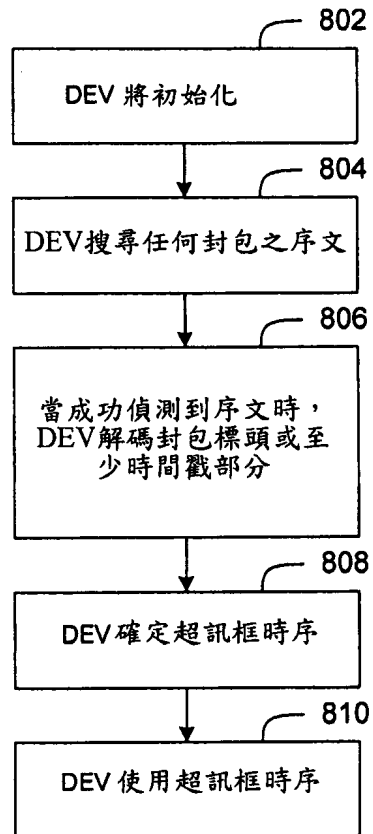 802
DEV 將初始化
804
DEV搜尋任何封包之序文
806
當成功偵測到序文時，
DEV解碼封包標頭或至
少時間戳部分
808
DEV確定超訊框時序
810
DEV 使用超訊框時序